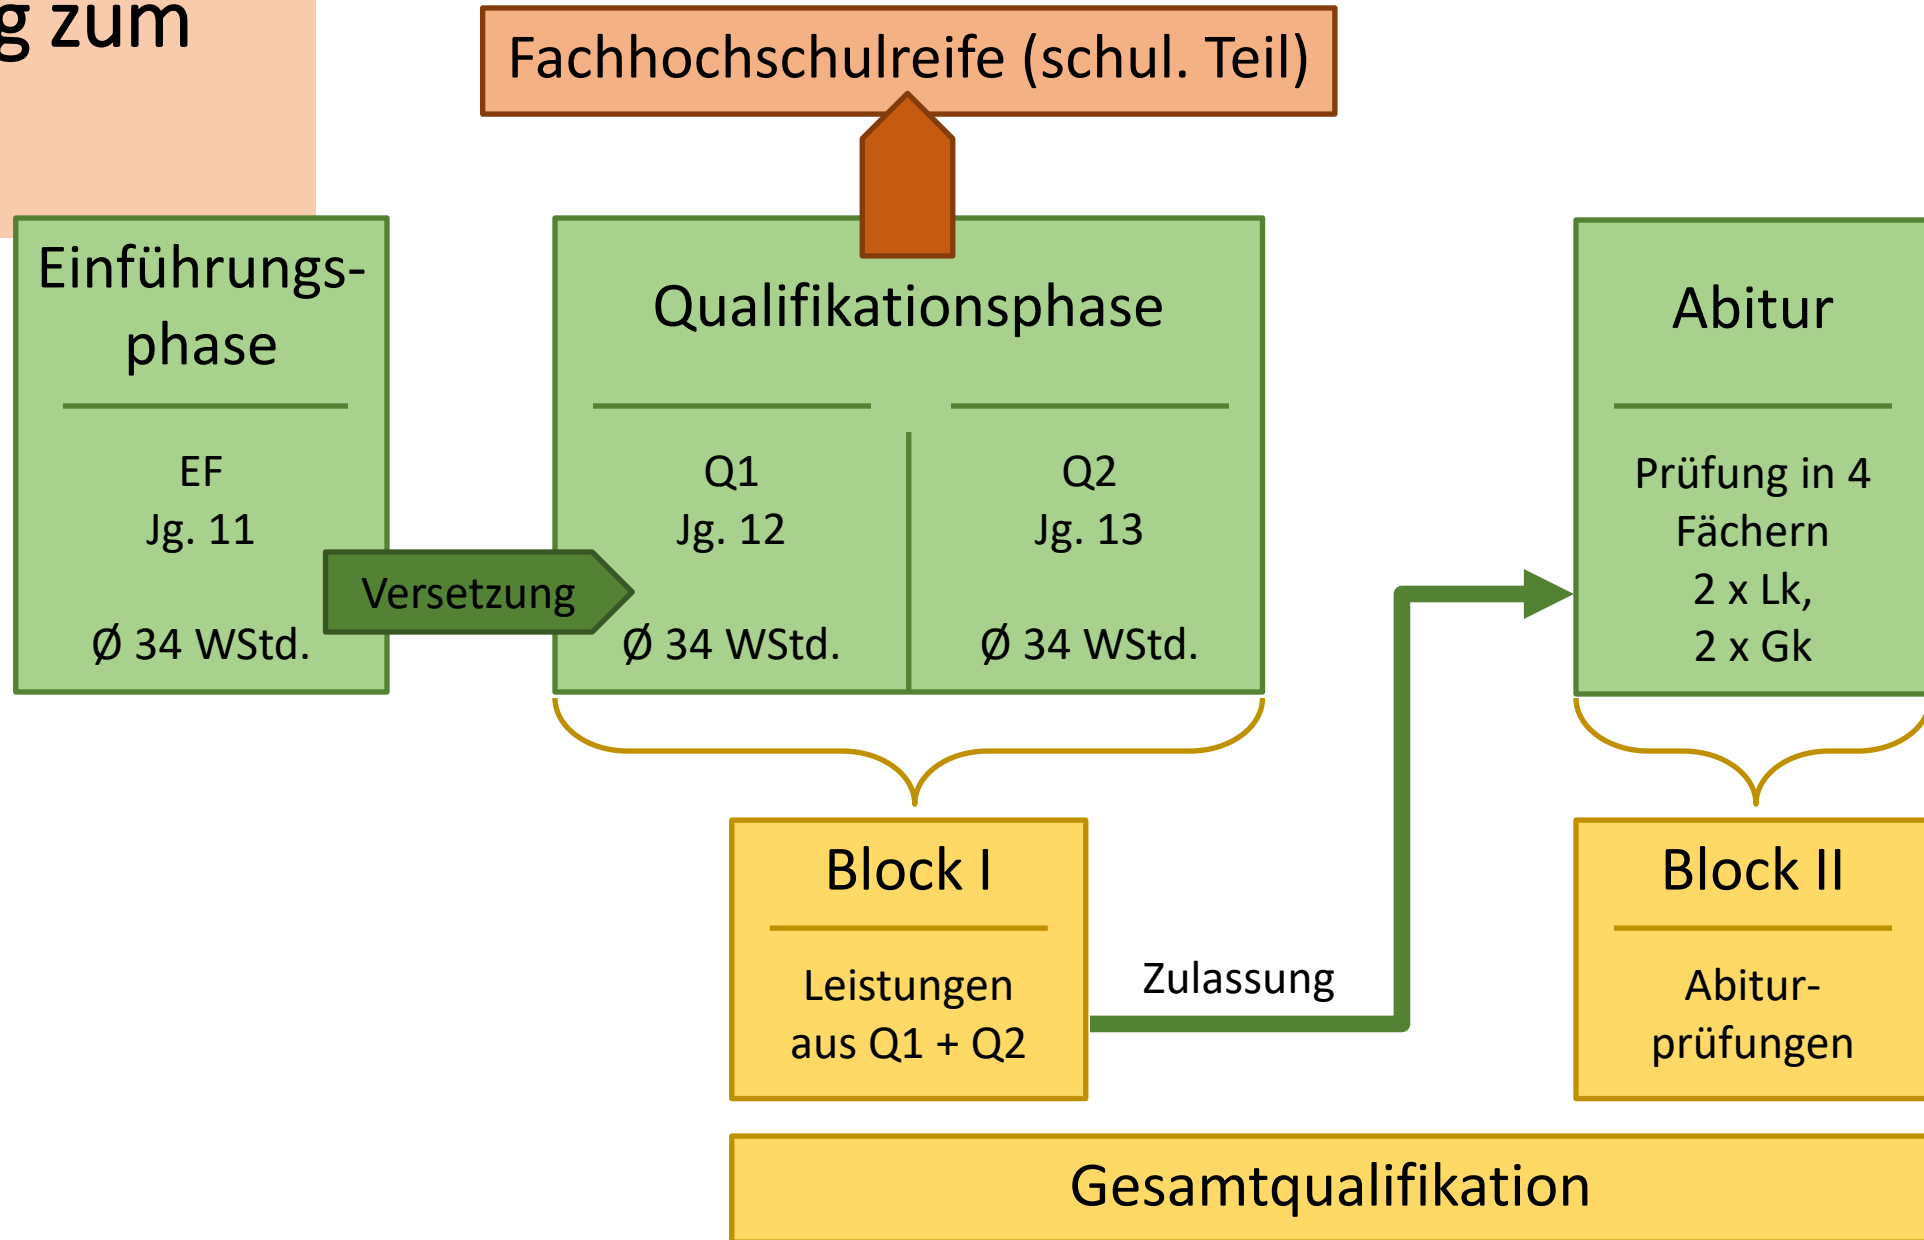 g zum
Fachhochschulreife (schul. Teil)
Einführungs-
phase
EF
Jg. 11
Ø 34 WStd.
Versetzung
Qualifikationsphase
Q1
Jg. 12
Ø 34 WStd.
Q2
Jg. 13
Ø 34 WStd.
Abitur
Prüfung in 4
Fächern
2 x Lk,
2 x Gk
Block I
Leistungen
aus Q1 + Q2
Zulassung
Block II
Abitur-
prüfungen
Gesamtqualifikation